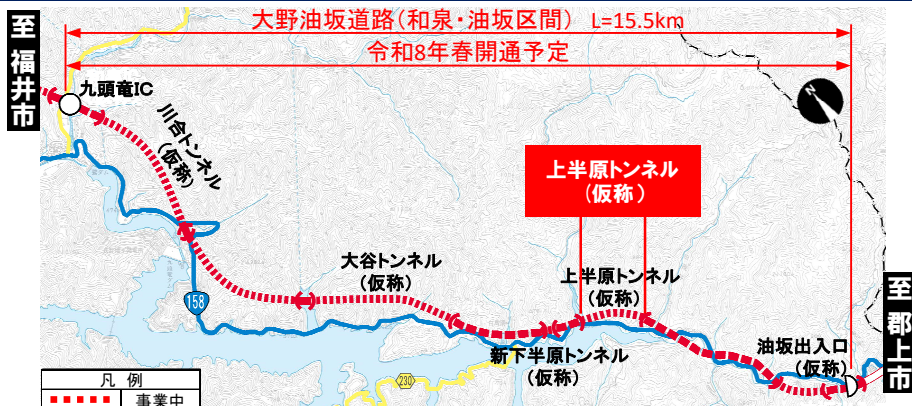 大野油坂道路(和泉・油坂区間) L=15.5km
令和8年春開通予定
至 福井市
九頭竜IC
川合トンネル
(仮称)
N
上半原トンネル
(仮称)
大谷トンネル
(仮称)
上半原トンネル
(仮称)
158
新下半原トンネル
(仮称)
油坂出入口
(仮称)
至 郡上市
230
凡 例
事業中